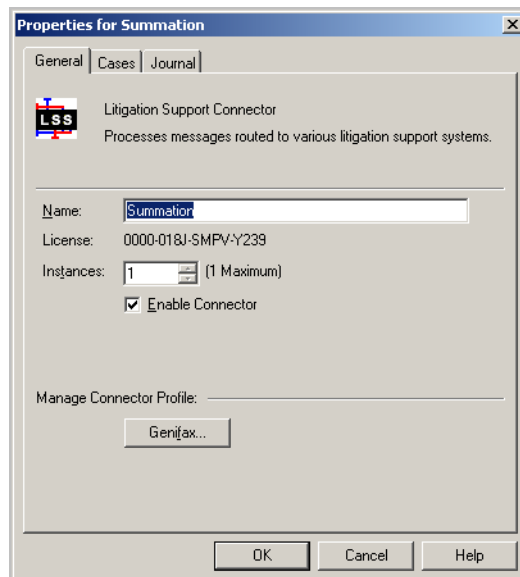 Properties for Summation
General Cases Journal
LSS
Litigation Support Connector
Processes messages routed to various litigation support systems.
Name: Summation
License: 0000-018J-SMPV-Y239
Instances: 1 (1 Maximum)
Enable Connector
Manage Connector Profile:
Genifax...
OK Cancel Help